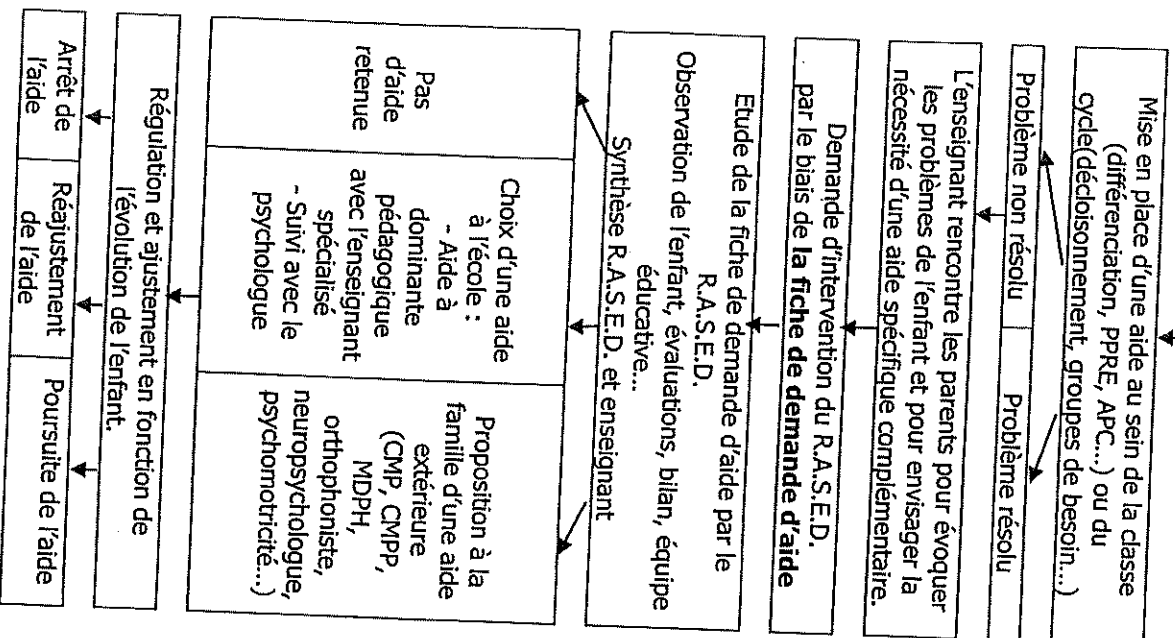 Mise en place d'une aide au sein de la classe
(différenciation, PPRE, APC...) ou du
cycle(décloisonnement, groupes de besoin...)
Problème non résolu
Problème résolu
L'enseignant rencontre les parents pour évoquer
les problèmes de l'enfant et pour envisager la
nécessité d'une aide spécifique complémentaire.
Demande d'intervention du R.A.S.E.D.
par le biais de la fiche de demande d'aide
Etude de la fiche de demande d'aide par le
R.A.S.E.D.
Observation de l'enfant, évaluations, bilan, équipe
éducative...
Synthèse R.A.S.E.D. et enseignant
Pas
d'aide
retenue
Choix d'une aide
à l'école :
- Aide à
dominante
pédagogique
avec l'enseignant
spécialisé
- Suivi avec le
psychologue
Proposition à la
famille d'une aide
extérieure
(CMP, CMPP,
MDPH,
orthophoniste,
neuropsychologue,
psychomotricité...)
Régulation et ajustement en fonction de
l'évolution de l'enfant.
Arrêt de
l'aide
Réajustement
de l'aide
Poursuite de l'aide